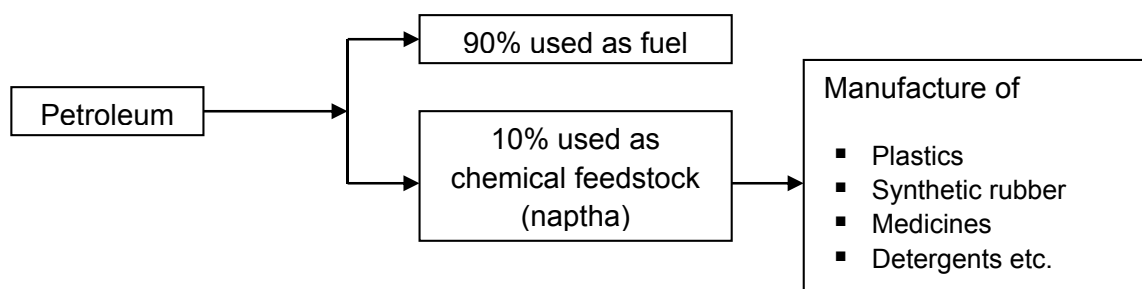 Petroleum
90% used as fuel
10% used as
chemical feedstock
(naptha)
Manufacture of
▪ Plastics
▪ Synthetic rubber
▪ Medicines
▪ Detergents etc.